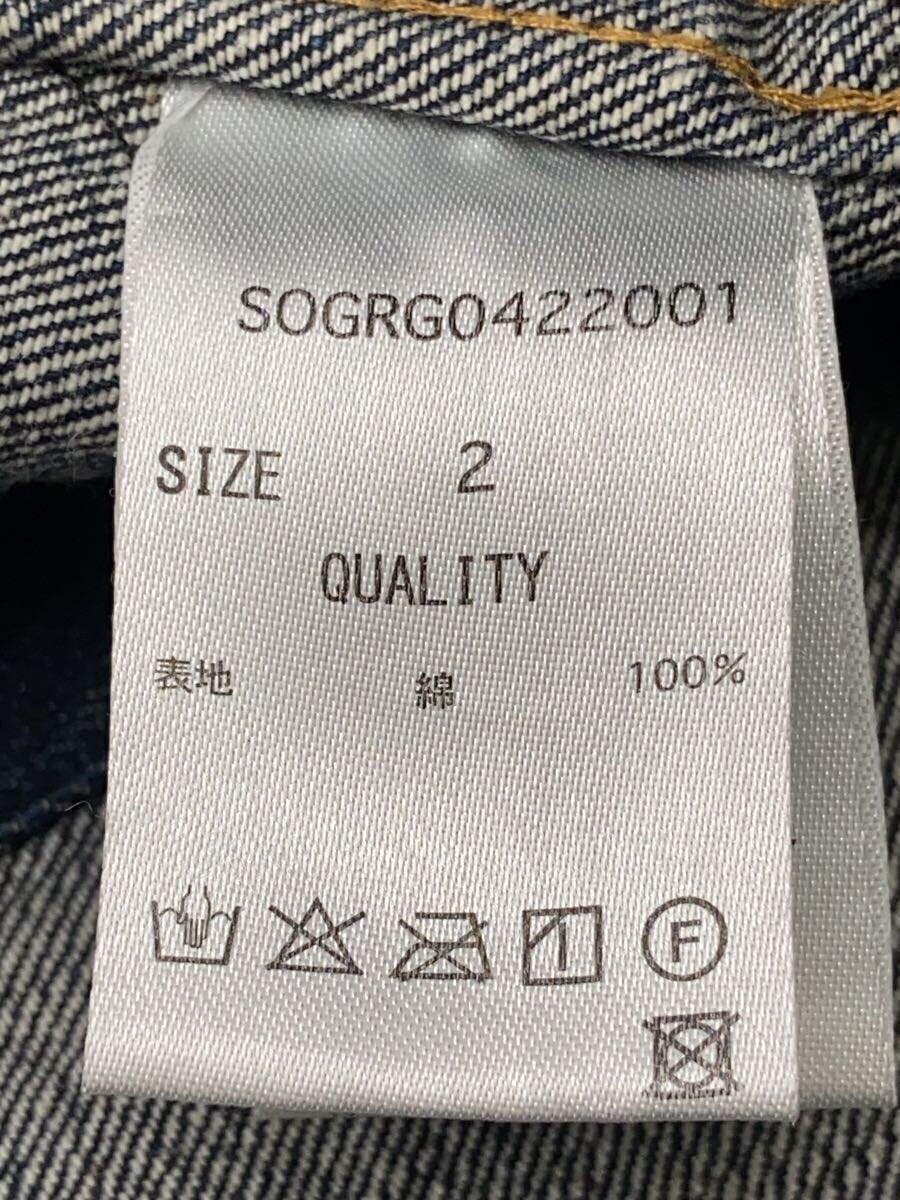 SOGRG0422001
SIZE 2
QUALITY
表地 綿 100%
F